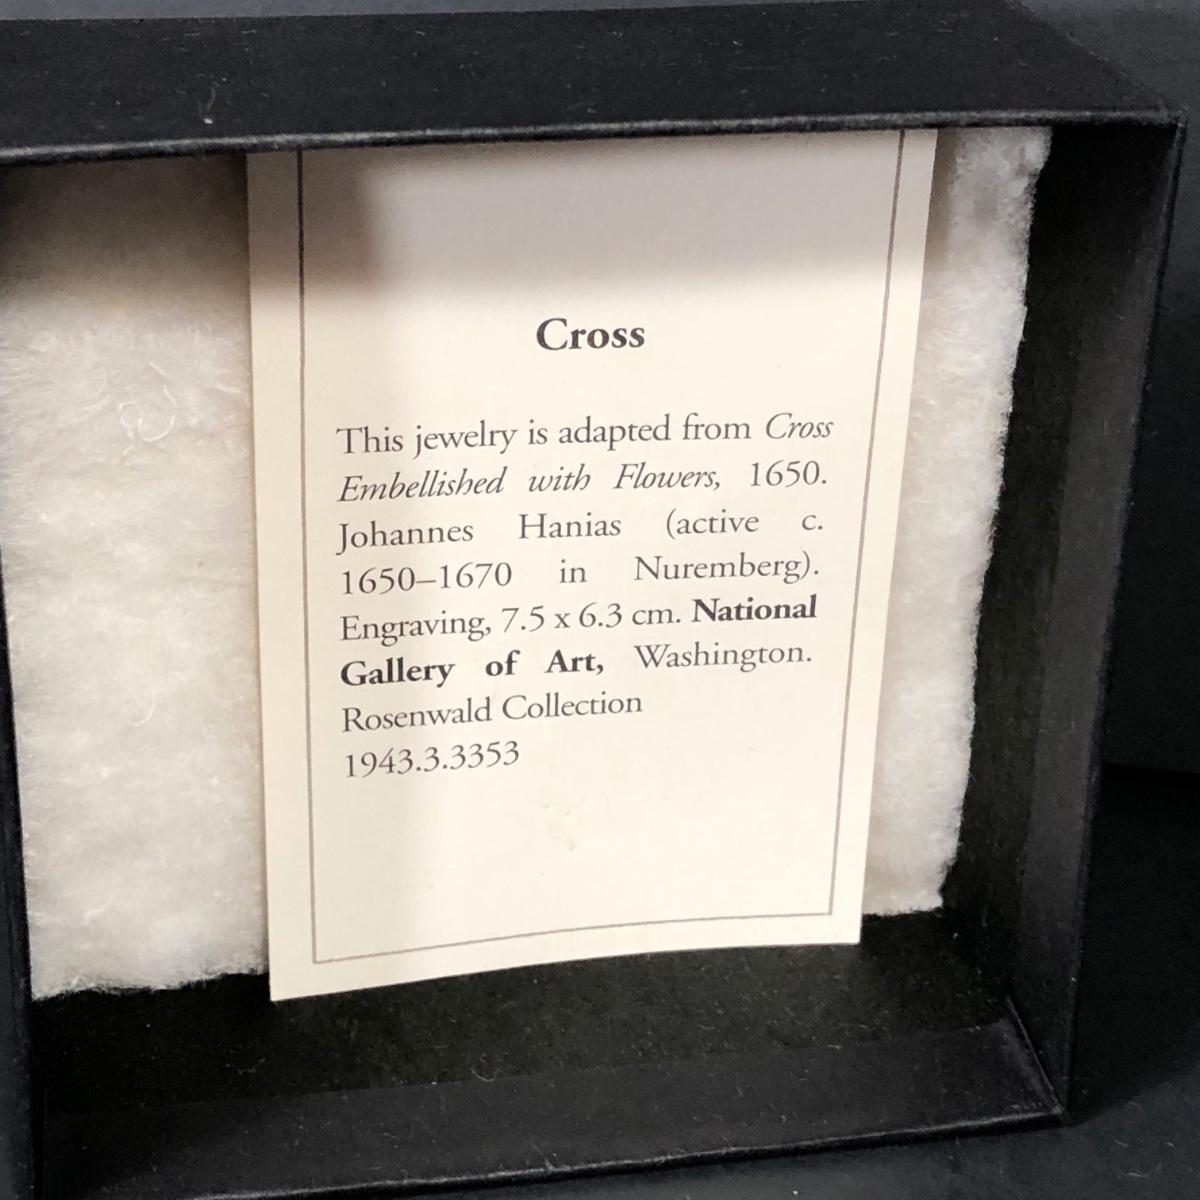 Cross
This jewelry is adapted from Cross
Embellished with Flowers, 1650.
Johannes Hanias (active c.
1650–1670 in Nuremberg).
Engraving, 7.5 x 6.3 cm. National
Gallery of Art, Washington.
Rosenwald Collection
1943.3.3353